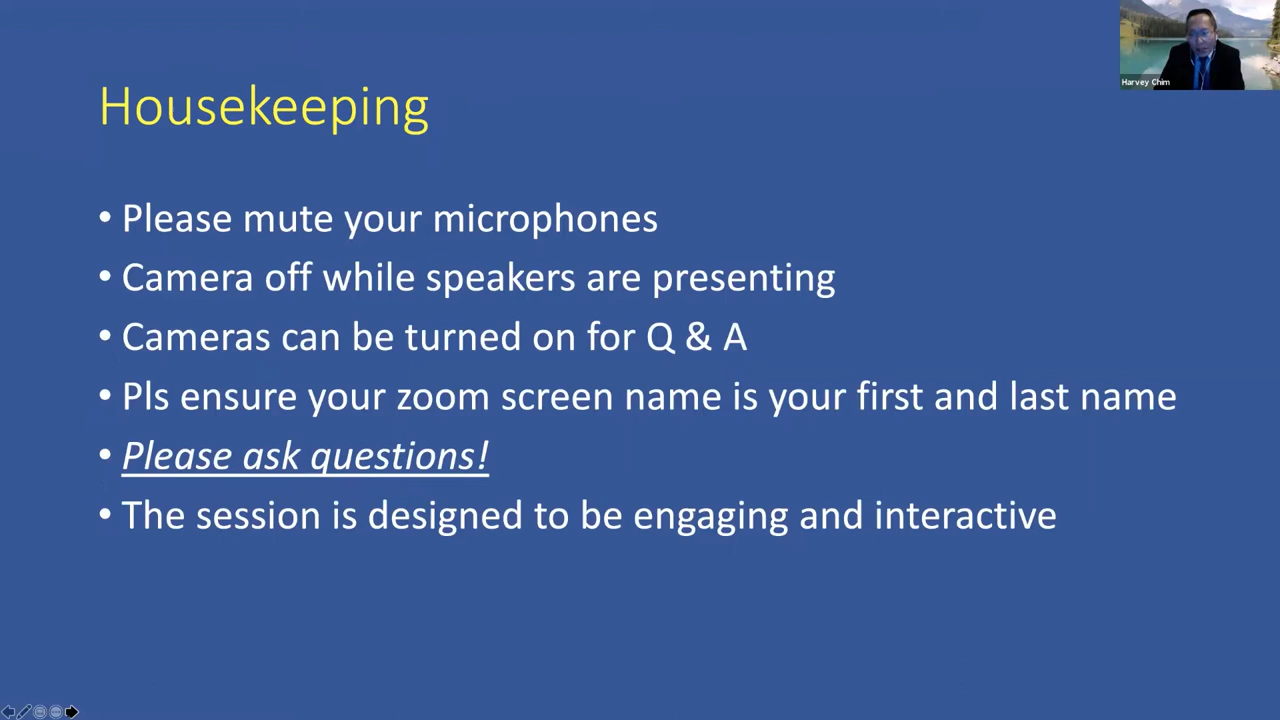 Harvey Chim
Housekeeping
• Please mute your microphones
• Camera off while speakers are presenting
• Cameras can be turned on for Q & A
• Pls ensure your zoom screen name is your first and last name
• Please ask questions!
• The session is designed to be engaging and interactive